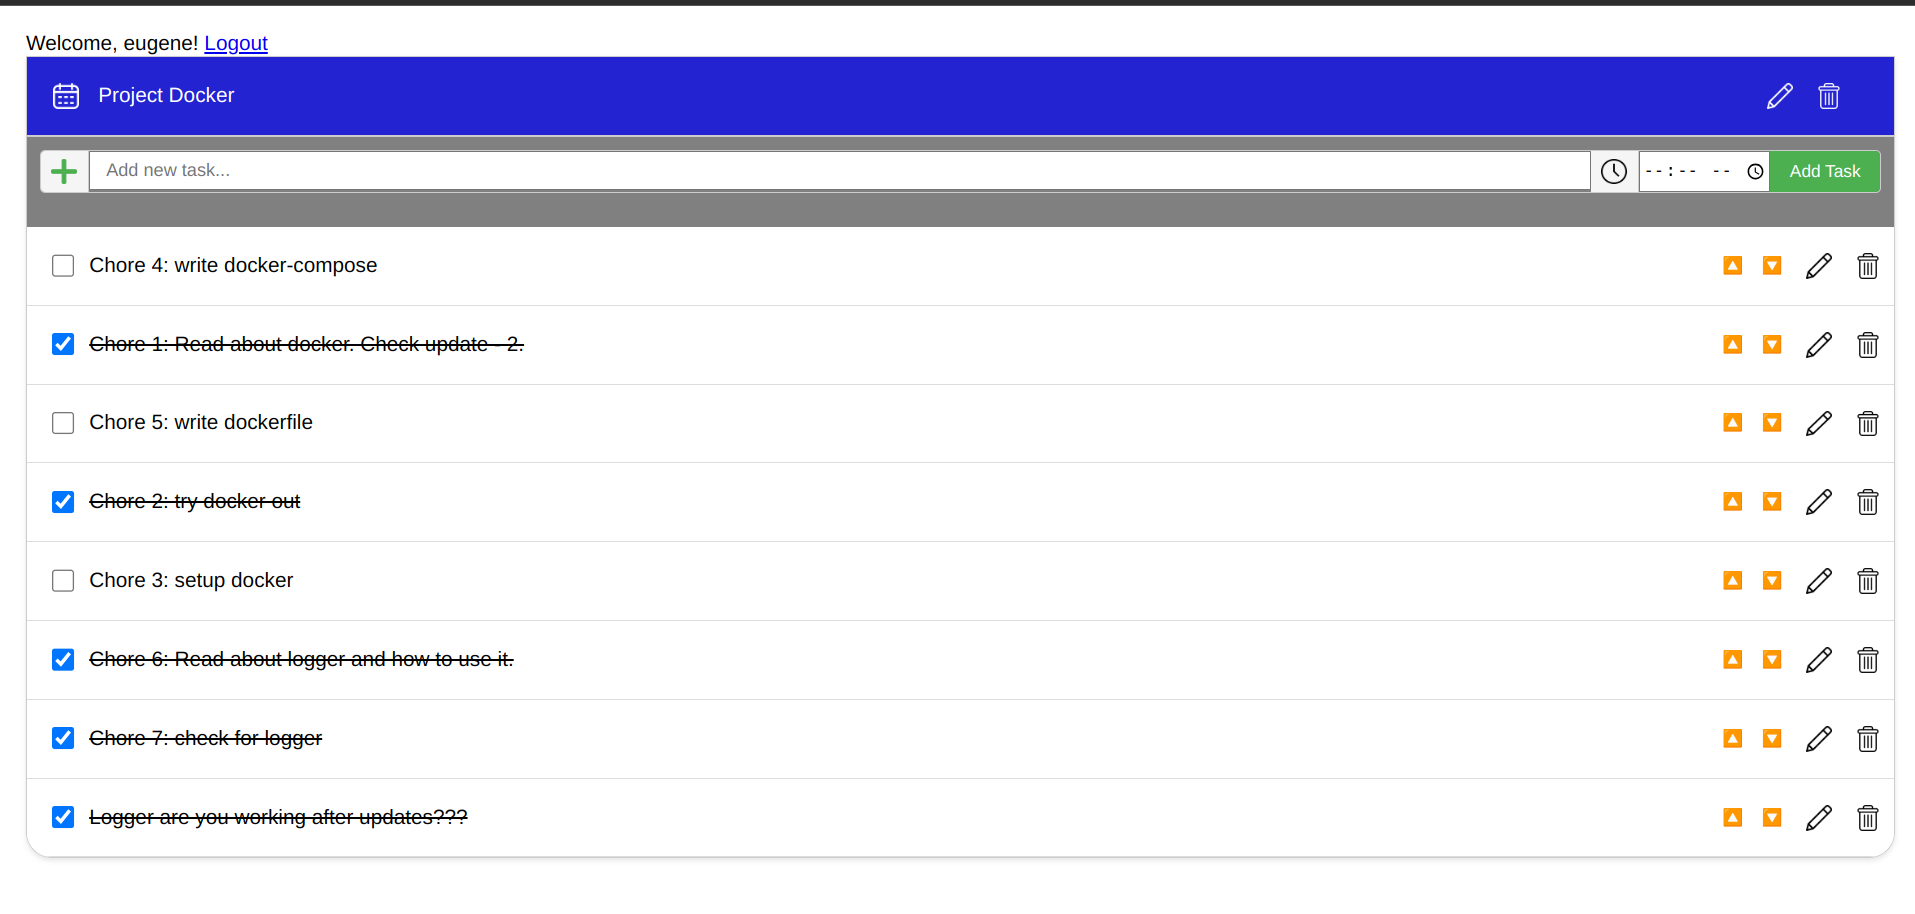 Welcome, eugene! Logout
Project Docker
Add new task...
--:-- --
Add Task
Chore 4: write docker-compose
Chore 1: Read about docker. Check update - 2.
Chore 5: write dockerfile
Chore 2: try docker out
Chore 3: setup docker
Chore 6: Read about logger and how to use it.
Chore 7: check for logger
Logger are you working after updates???